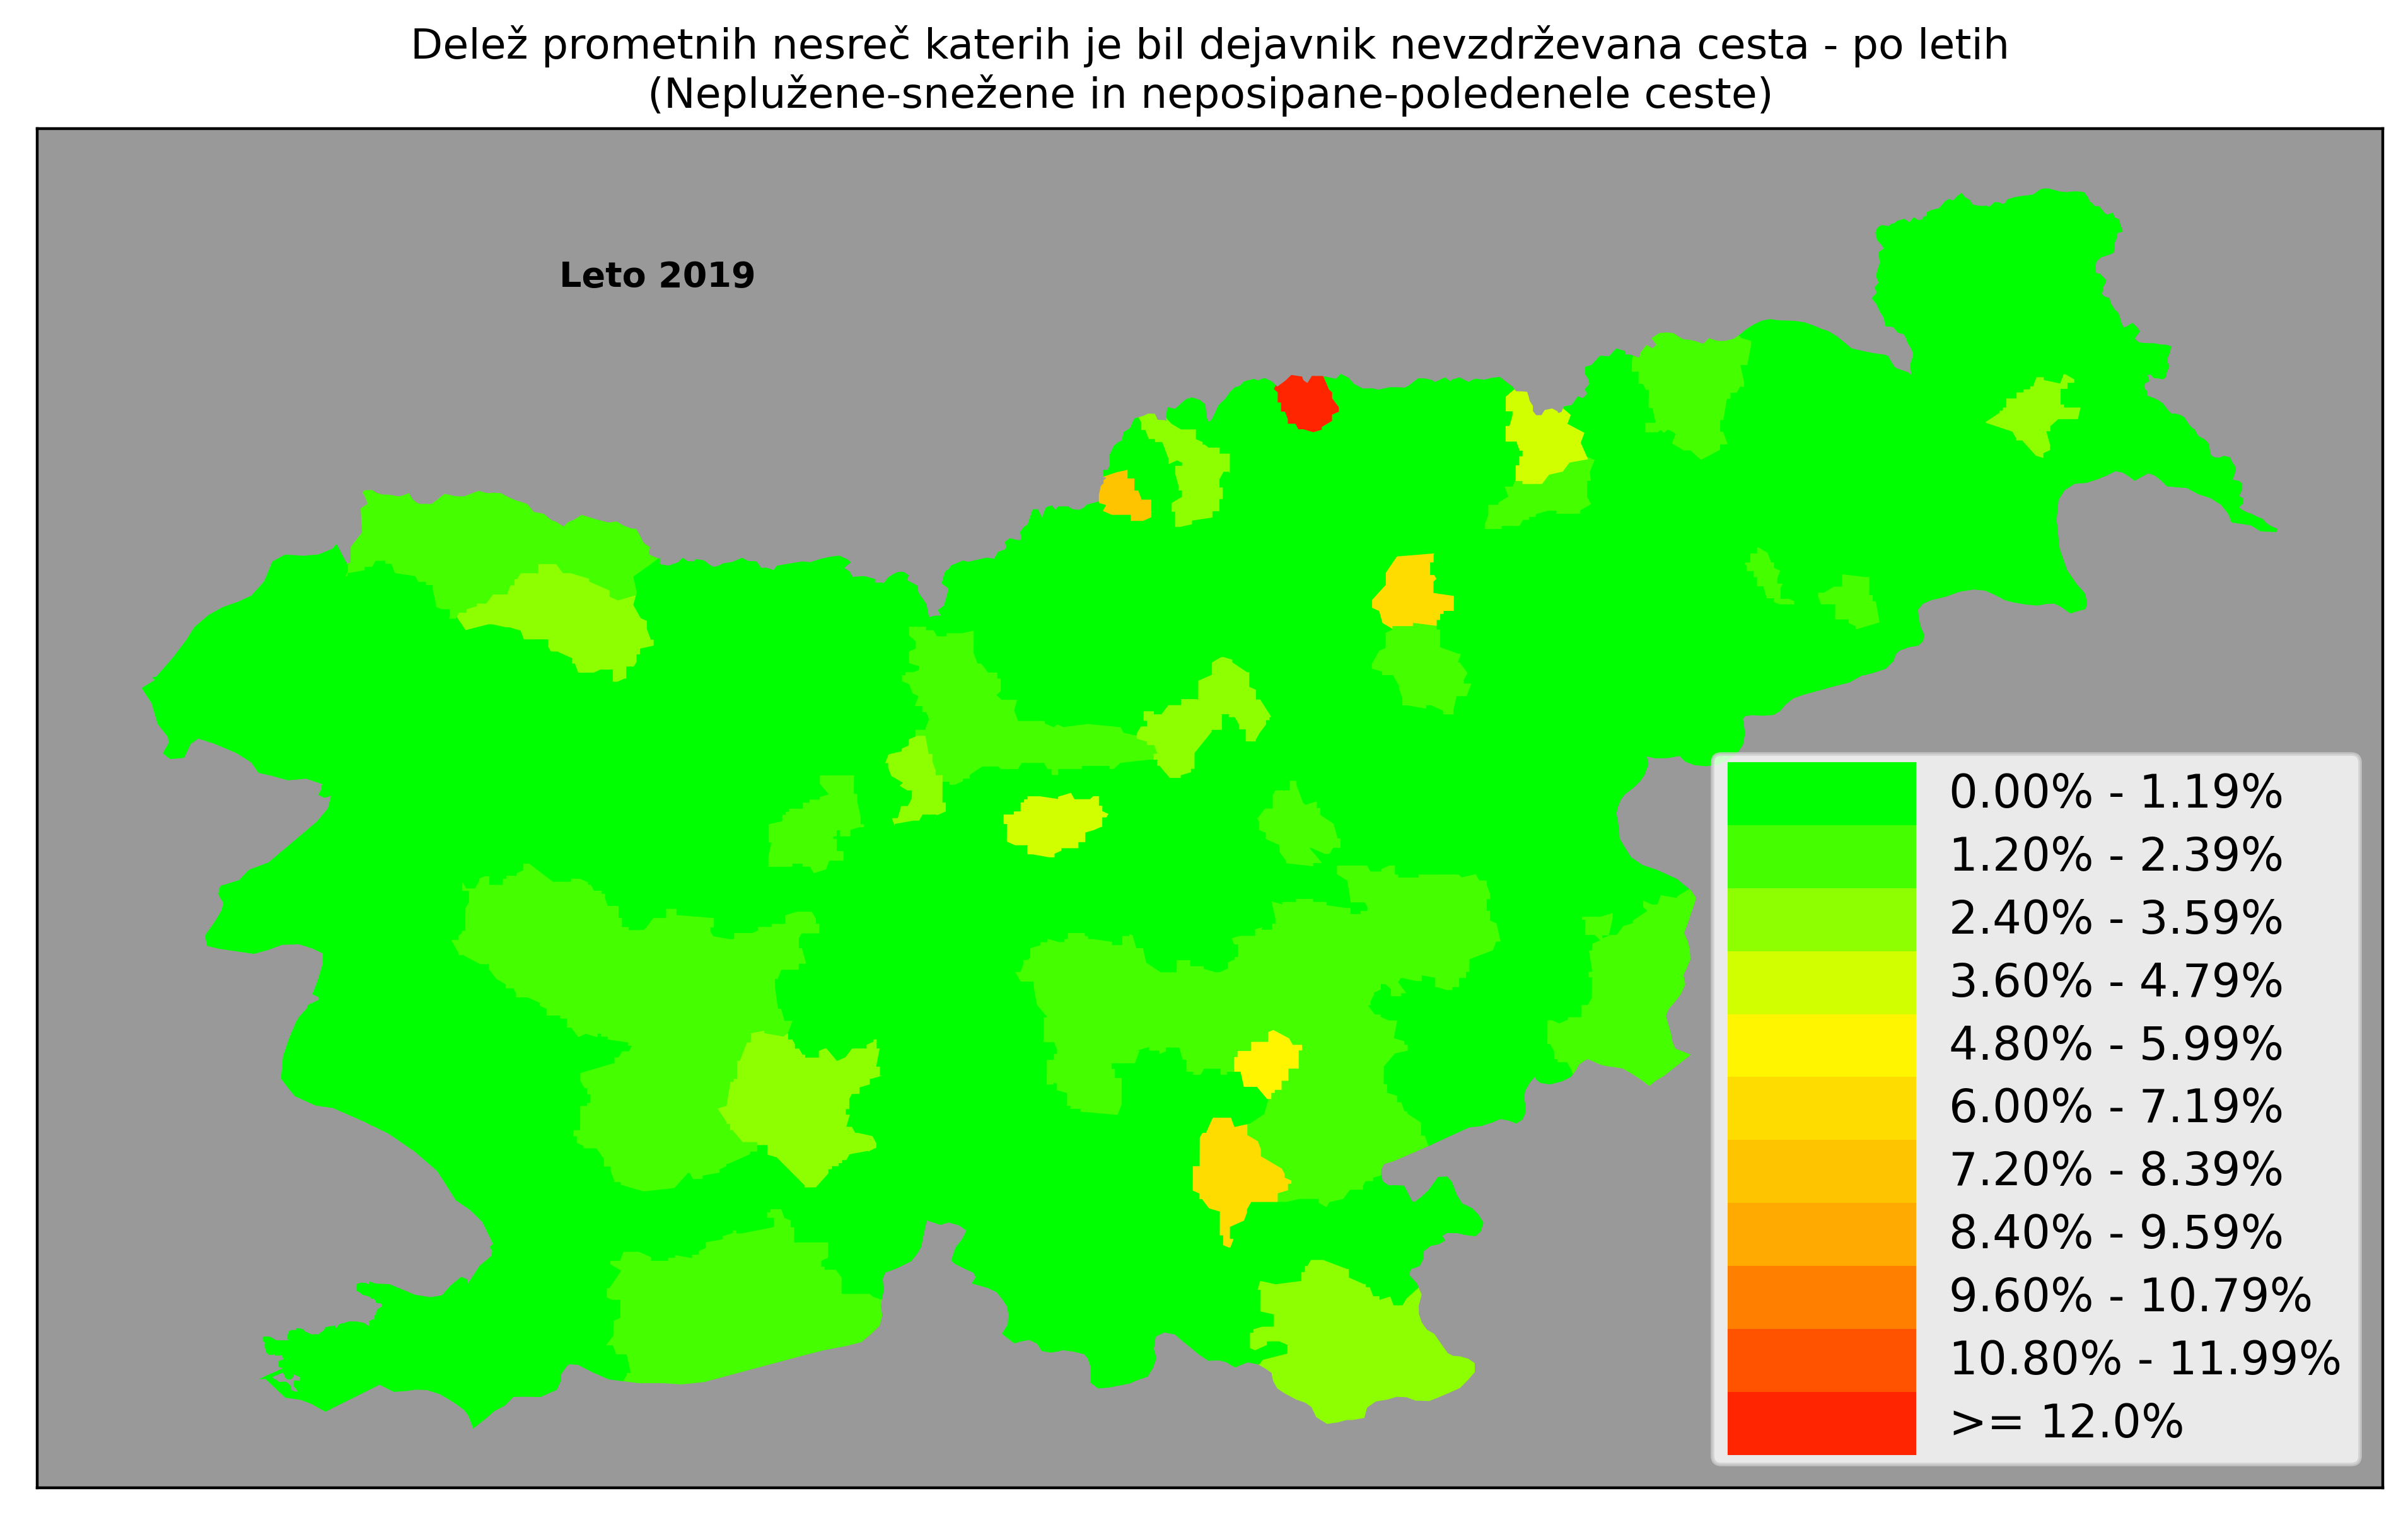 Delež prometnih nesreč katerih je bil dejavnik nevzdrževana cesta - po letih
(Neplužene-snežene in neposipane-poledenele ceste)
Leto 2019
0.00% - 1.19%
1.20% - 2.39%
2.40% - 3.59%
3.60% - 4.79%
4.80% - 5.99%
6.00% - 7.19%
7.20% - 8.39%
8.40% - 9.59%
9.60% - 10.79%
10.80% - 11.99%
>= 12.0%